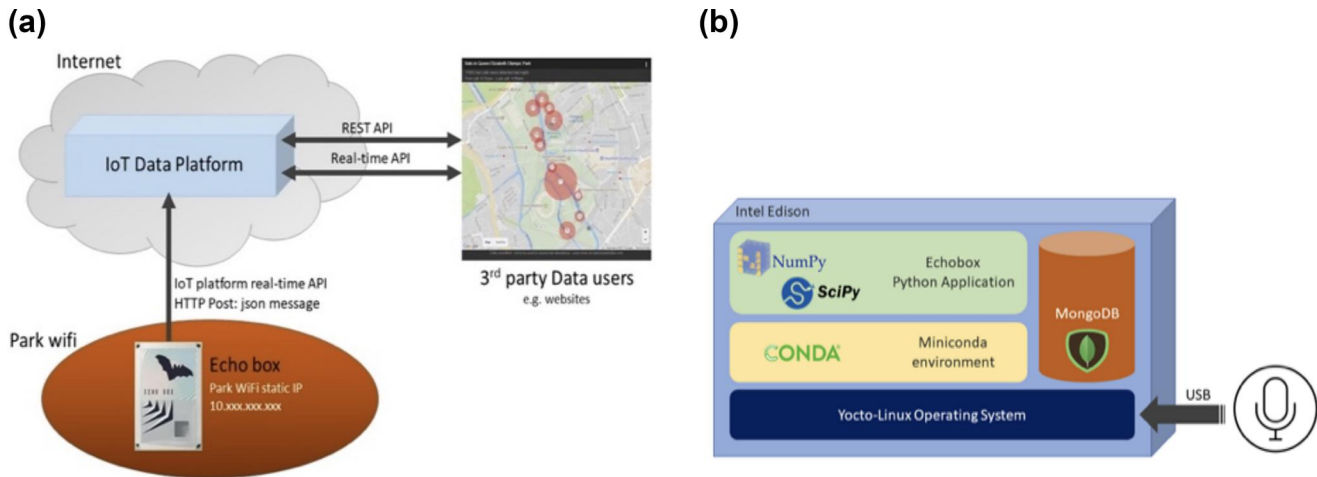 (a)
Internet
IoT Data Platform
REST API
Real-time API
3rd party Data users
e.g. websites
IoT platform real-time API
HTTP Post: json message
Park wifi
Echo box
Park WiFi static IP
10.xxx.xxx.xxx
ECHO BOX
(b)
Intel Edison
NumPy
SciPy
Echobox
Python Application
CONDA
Miniconda
environment
MongoDB
Yocto-Linux Operating System
USB